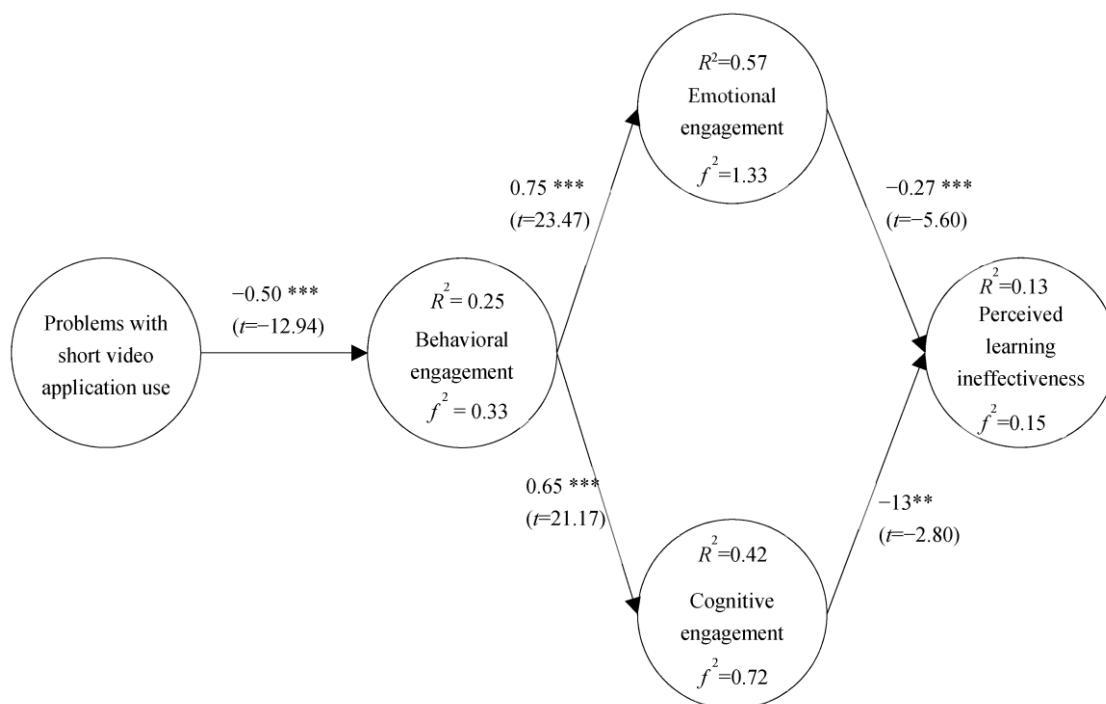 Problems with
short video
application use
−0.50 ***
(t=−12.94)
R² = 0.25
Behavioral
engagement
f² = 0.33
0.75 ***
(t=23.47)
0.65 ***
(t=21.17)
R²=0.57
Emotional
engagement
f²=1.33
R²=0.42
Cognitive
engagement
f²=0.72
−0.27 ***
(t=−5.60)
−13**
(t=−2.80)
R²=0.13
Perceived
learning
ineffectiveness
f²=0.15